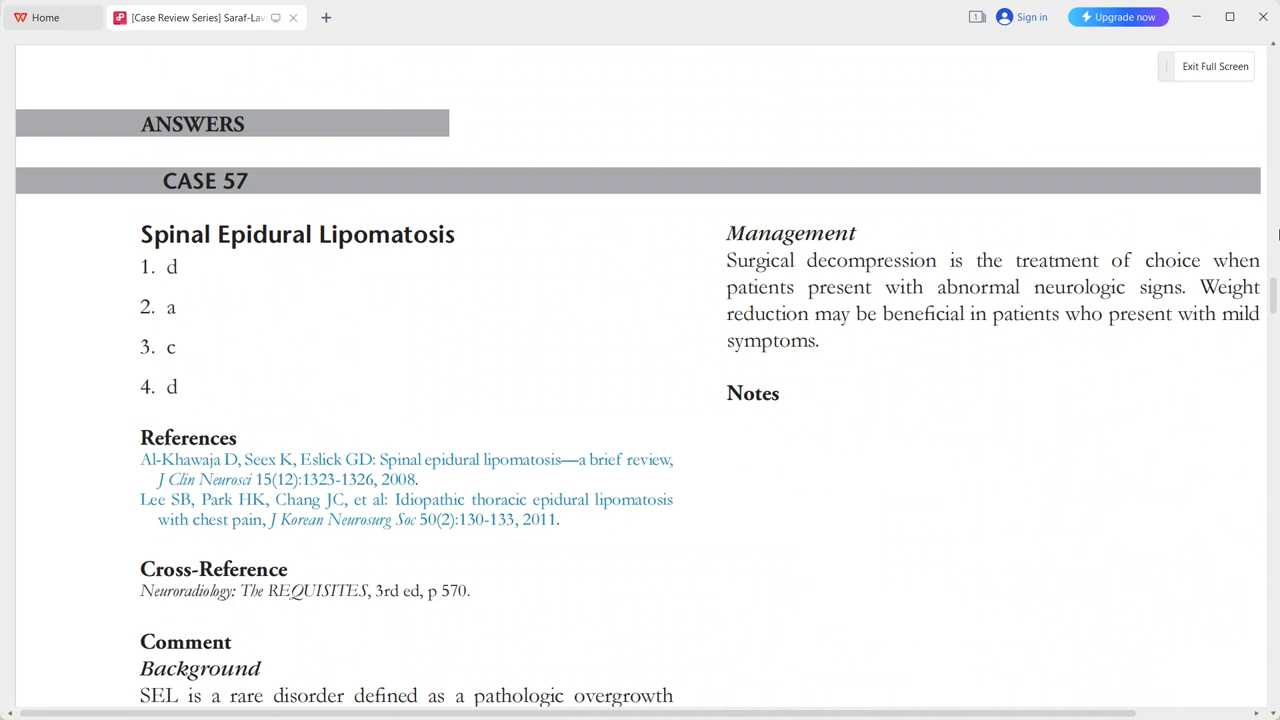 Home
[Case Review Series] Saraf-Lav
1
Sign in
Upgrade now
Exit Full Screen
ANSWERS
CASE 57
Spinal Epidural Lipomatosis
1. d
2. a
3. c
4. d
References
Al-Khawaja D, Seex K, Eslick GD: Spinal epidural lipomatosis—a brief review,
J Clin Neurosci 15(12):1323-1326, 2008.
Lee SB, Park HK, Chang JC, et al: Idiopathic thoracic epidural lipomatosis
with chest pain, J Korean Neurosurg Soc 50(2):130-133, 2011.
Cross-Reference
Neuroradiology: The REQUISITES, 3rd ed, p 570.
Comment
Background
SEL is a rare disorder defined as a pathologic overgrowth
Management
Surgical decompression is the treatment of choice when
patients present with abnormal neurologic signs. Weight
reduction may be beneficial in patients who present with mild
symptoms.
Notes